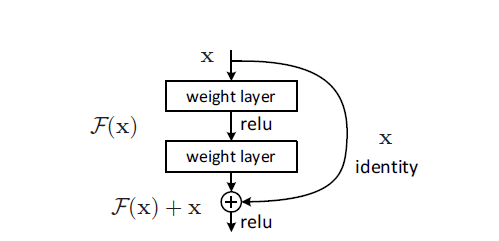 x
weight layer
relu
F(x)
weight layer
x
identity
F(x) + x
relu